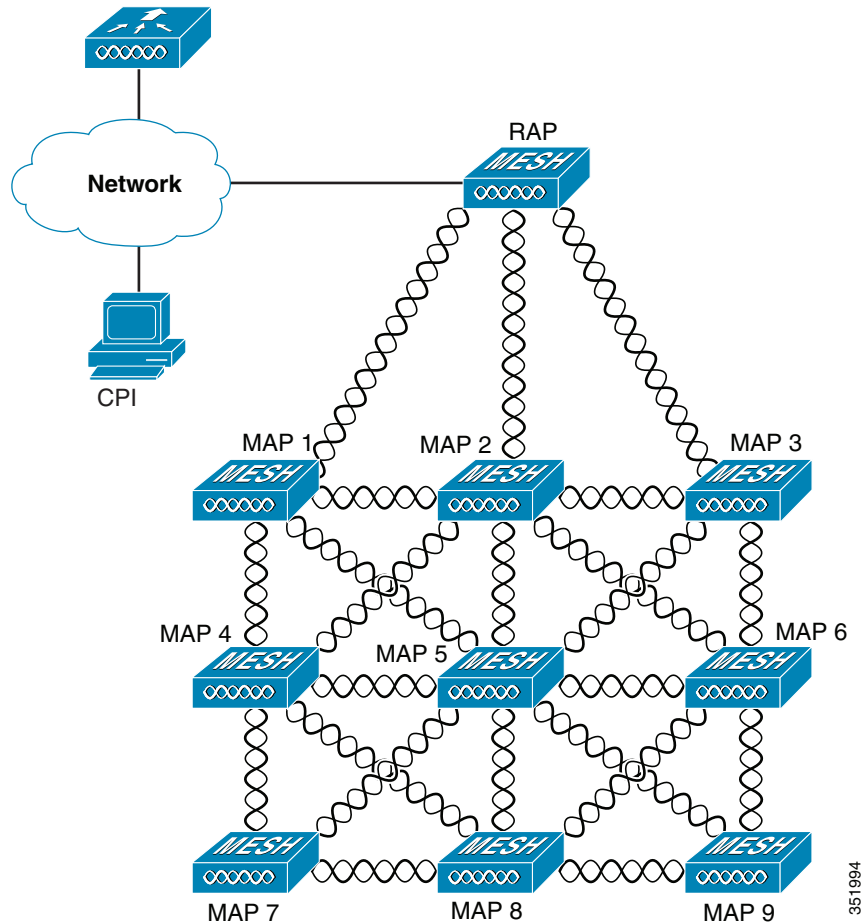 RAP
MESH
Network
CPI
MAP 1
MAP 2
MAP 3
MESH
MESH
MESH
MAP 4
MAP 5
MAP 6
MESH
MESH
MESH
MESH
MESH
MESH
MAP 7
MAP 8
MAP 9
351994